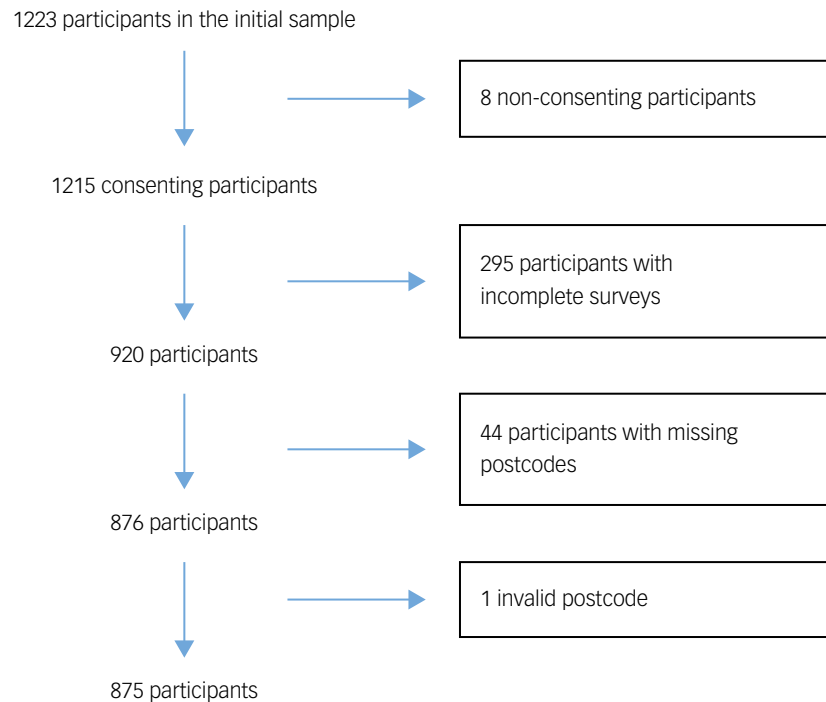 1223 participants in the initial sample
8 non-consenting participants
1215 consenting participants
295 participants with
incomplete surveys
920 participants
44 participants with missing
postcodes
876 participants
1 invalid postcode
875 participants